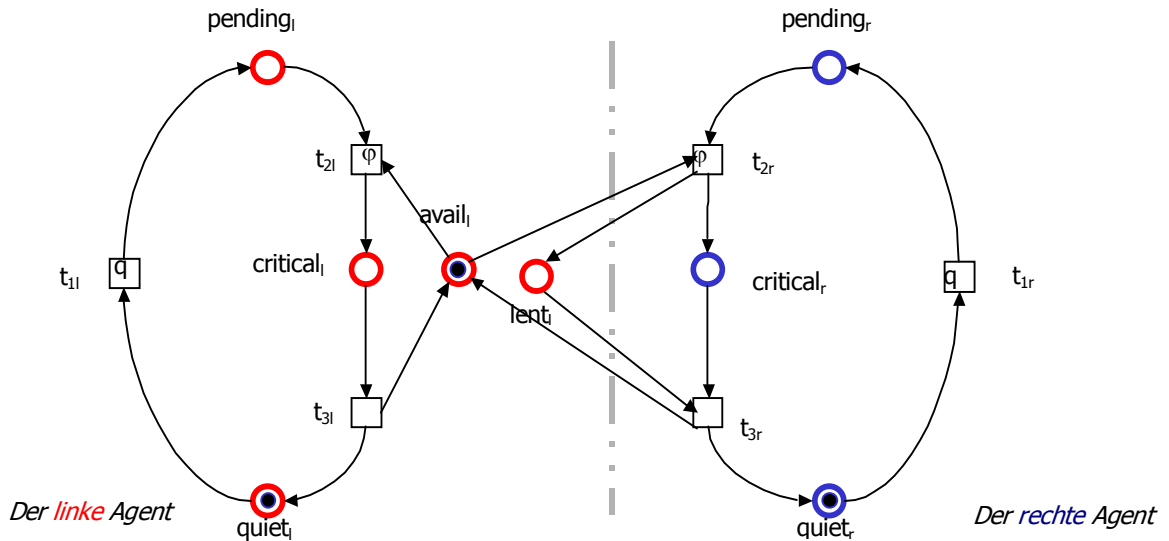 pendingₗ
pendingᵣ
t₂ₗ
φ
φ
t₂ᵣ
availₗ
criticalₗ
criticalᵣ
t₁ₗ
q
q
t₁ᵣ
lentₗ
t₃ₗ
t₃ᵣ
Der linke Agent
quietₗ
quietᵣ
Der rechte Agent